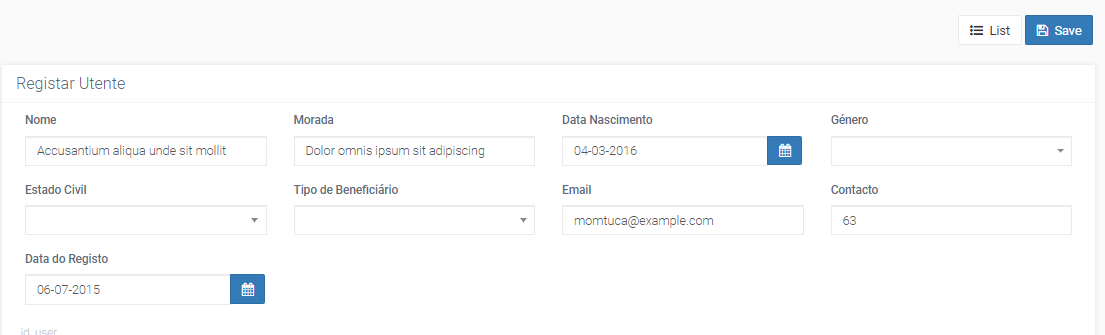 List Save
Registar Utente
Nome Morada Data Nascimento Género
Accusantium aliqua unde sit mollit Dolor omnis ipsum sit adipiscing 04-03-2016
Estado Civil Tipo de Beneficiário Email Contacto
momtuca@example.com 63
Data do Registo
06-07-2015
id_user